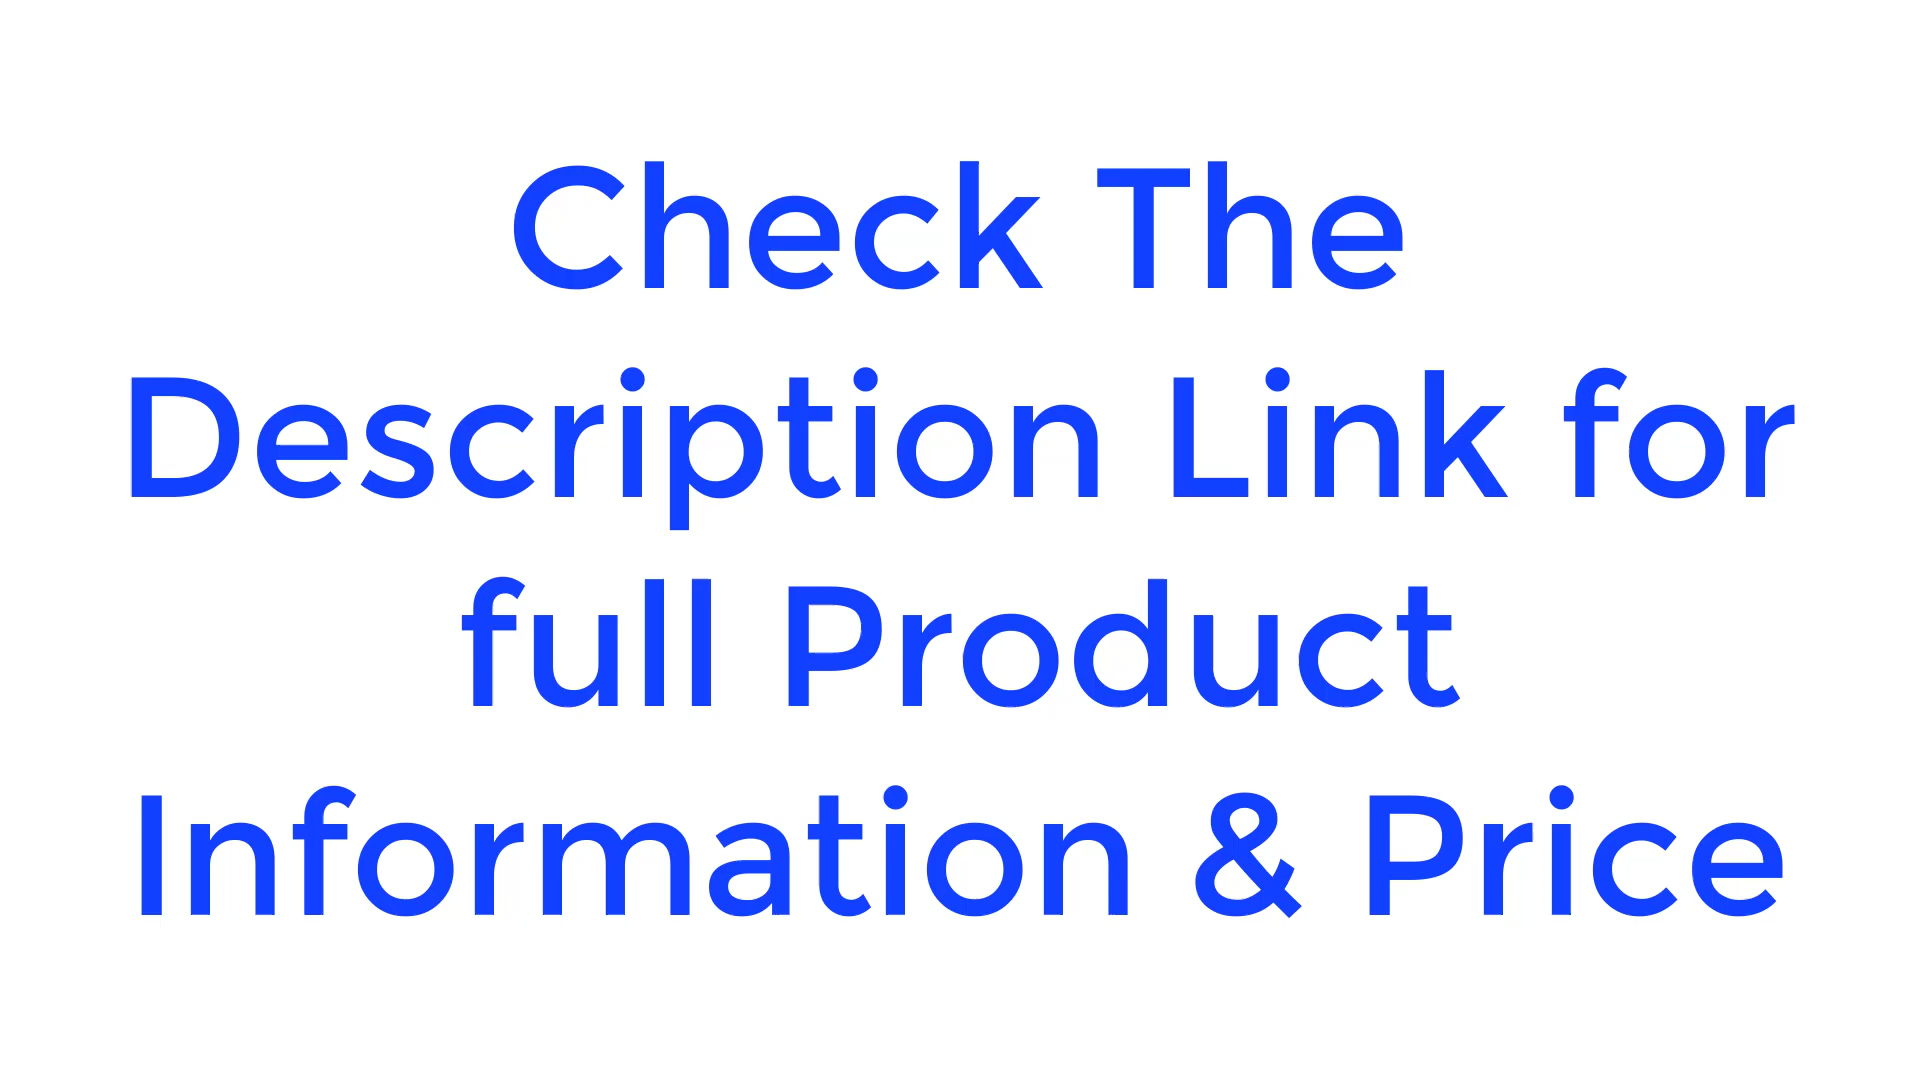 Check The
Description Link for
full Product
Information & Price